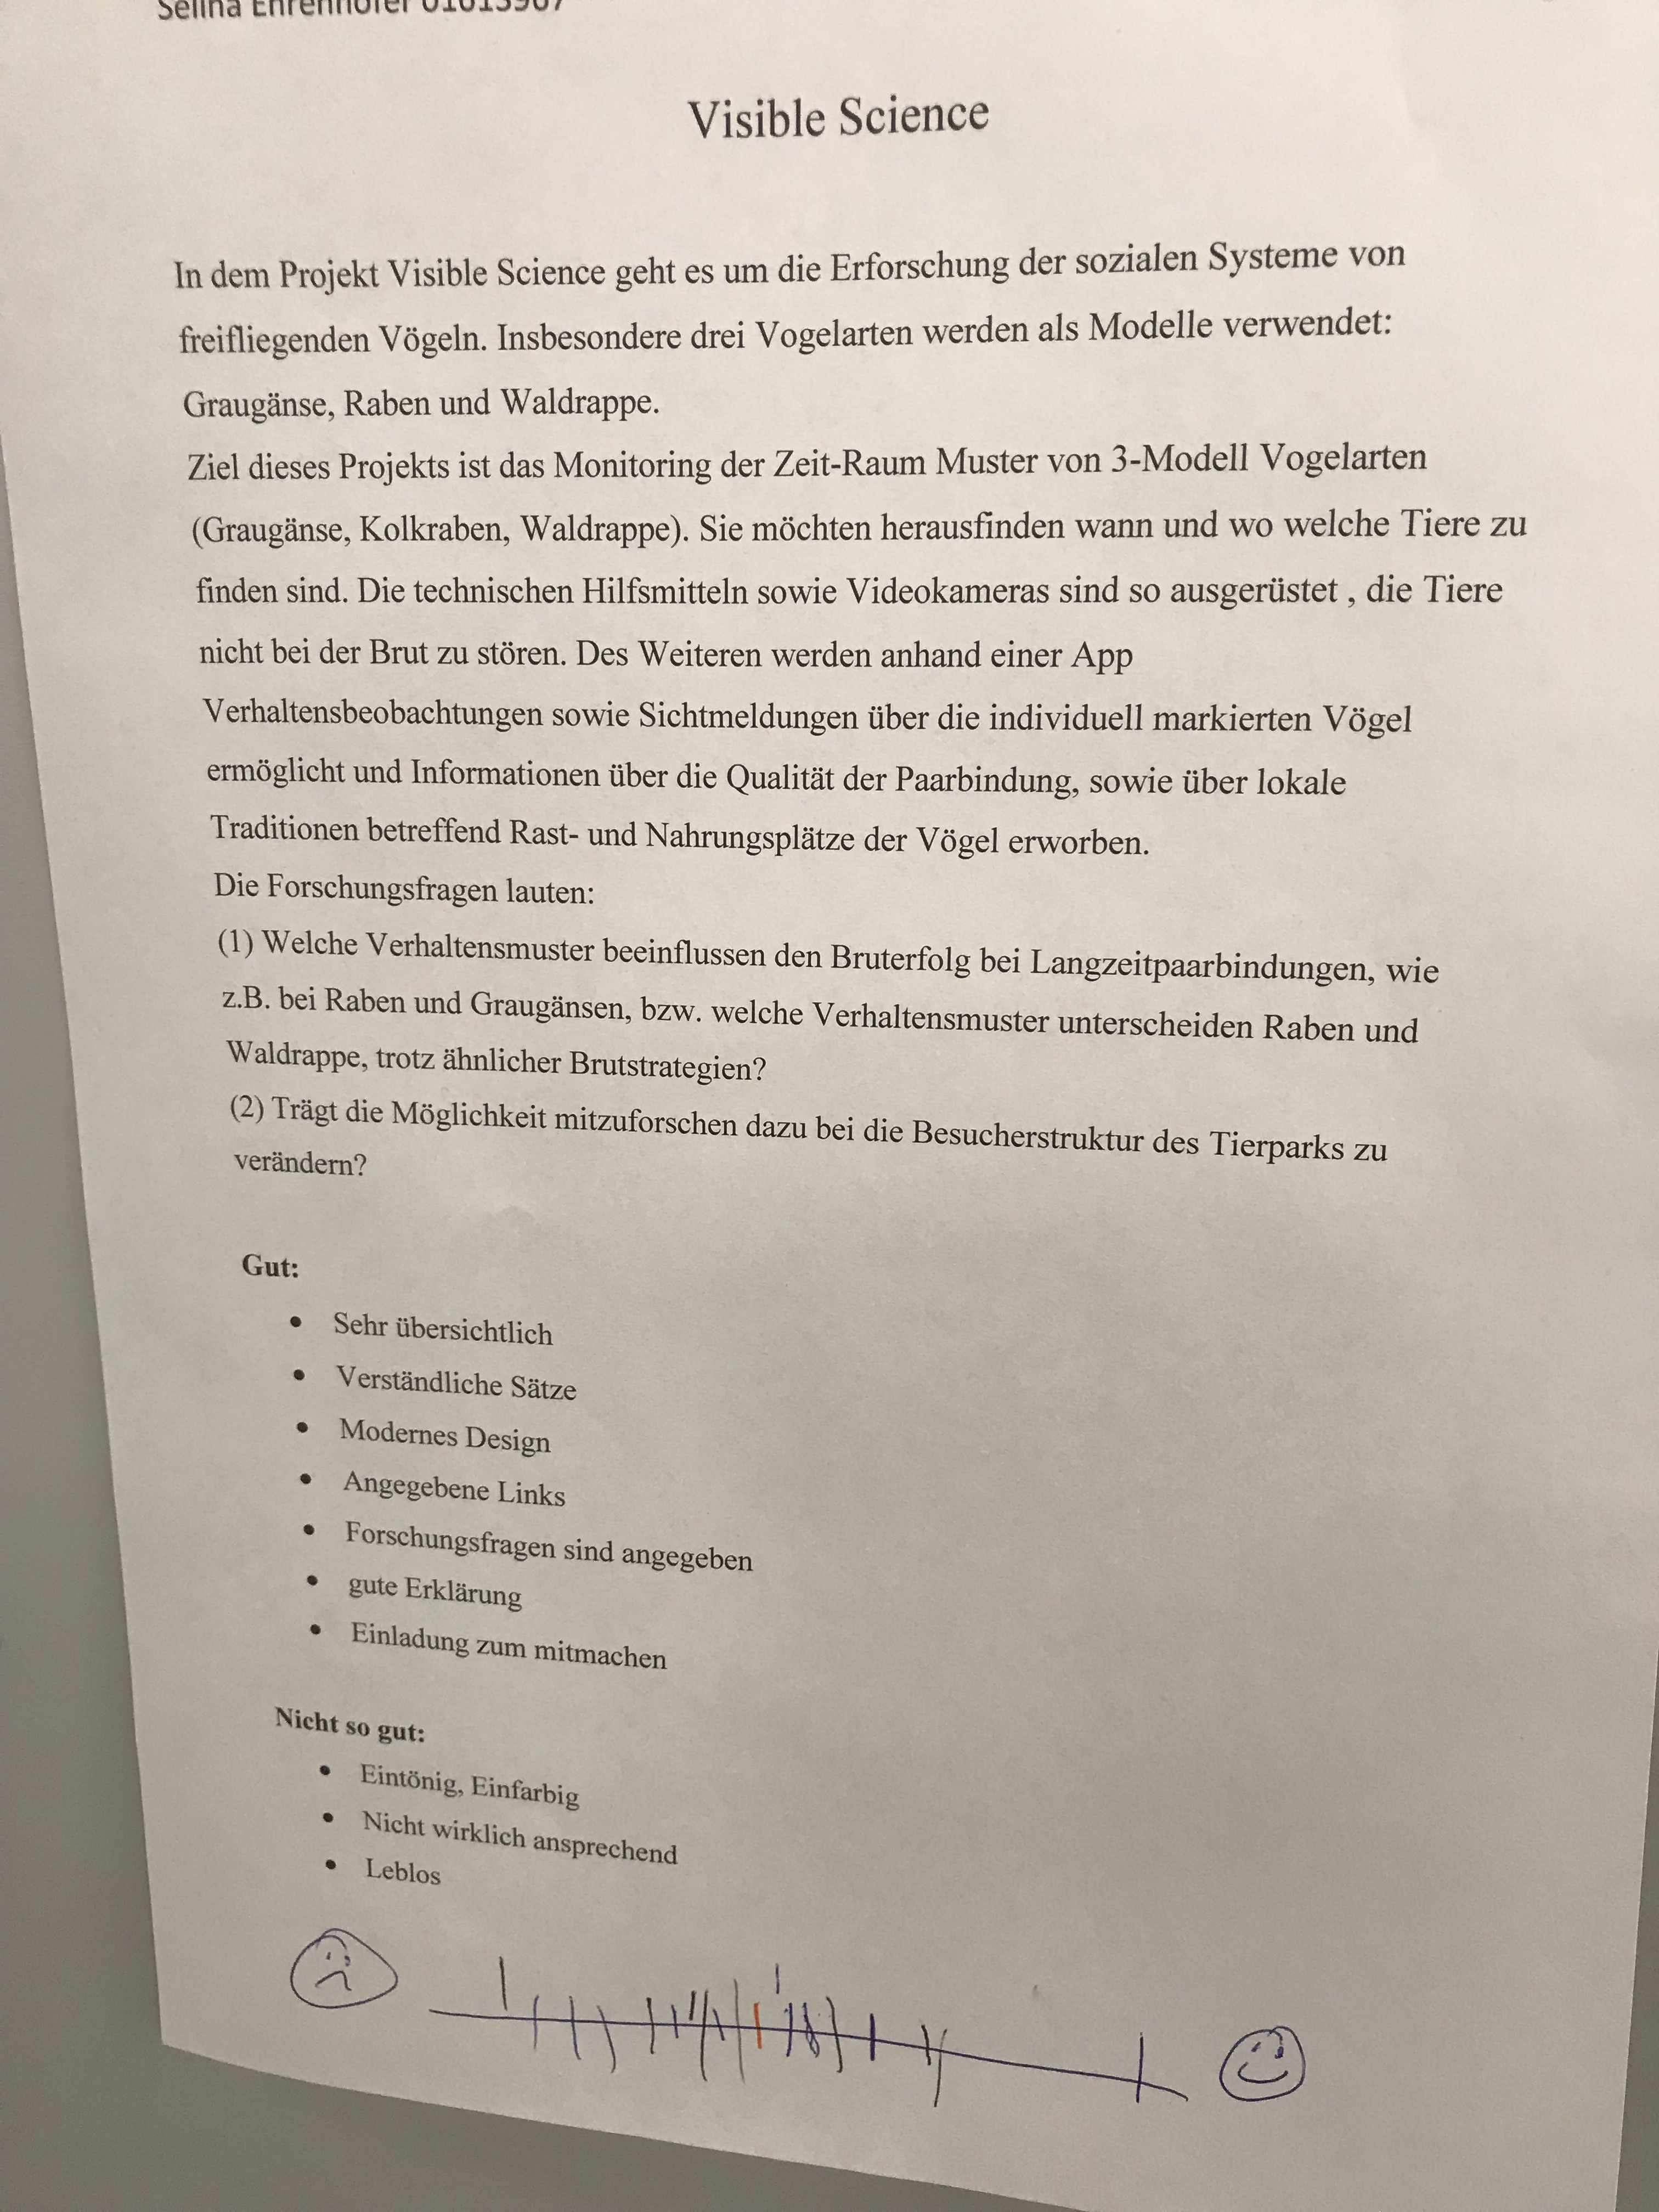 Selina Ehrenhofer
Visible Science
In dem Projekt Visible Science geht es um die Erforschung der sozialen Systeme von
freifliegenden Vögeln. Insbesondere drei Vogelarten werden als Modelle verwendet:
Graugänse, Raben und Waldrappe.
Ziel dieses Projekts ist das Monitoring der Zeit-Raum Muster von 3-Modell Vogelarten
(Graugänse, Kolkraben, Waldrappe). Sie möchten herausfinden wann und wo welche Tiere zu
finden sind. Die technischen Hilfsmitteln sowie Videokameras sind so ausgerüstet , die Tiere
nicht bei der Brut zu stören. Des Weiteren werden anhand einer App
Verhaltensbeobachtungen sowie Sichtmeldungen über die individuell markierten Vögel
ermöglicht und Informationen über die Qualität der Paarbindung, sowie über lokale
Traditionen betreffend Rast- und Nahrungsplätze der Vögel erworben.
Die Forschungsfragen lauten:
(1) Welche Verhaltensmuster beeinflussen den Bruterfolg bei Langzeitpaarbindungen, wie
z.B. bei Raben und Graugänsen, bzw. welche Verhaltensmuster unterscheiden Raben und
Waldrappe, trotz ähnlicher Brutstrategien?
(2) Trägt die Möglichkeit mitzuforschen dazu bei die Besucherstruktur des Tierparks zu
verändern?
Gut:
• Sehr übersichtlich
• Verständliche Sätze
• Modernes Design
• Angegebene Links
• Forschungsfragen sind angegeben
• gute Erklärung
• Einladung zum mitmachen
Nicht so gut:
• Eintönig, Einfarbig
• Nicht wirklich ansprechend
• Leblos